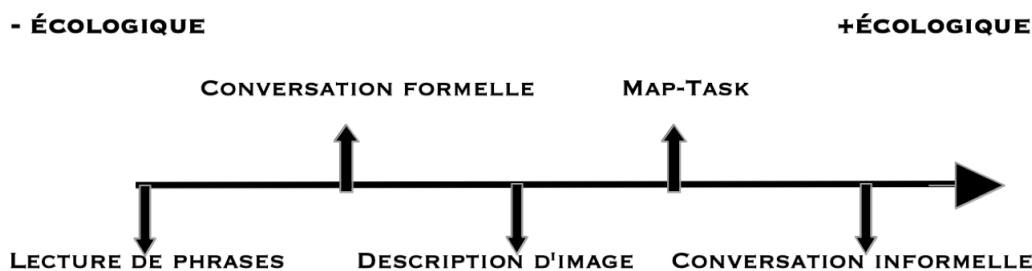 - ÉCOLOGIQUE +ÉCOLOGIQUE
CONVERSATION FORMELLE MAP-TASK
LECTURE DE PHRASES DESCRIPTION D'IMAGE CONVERSATION INFORMELLE